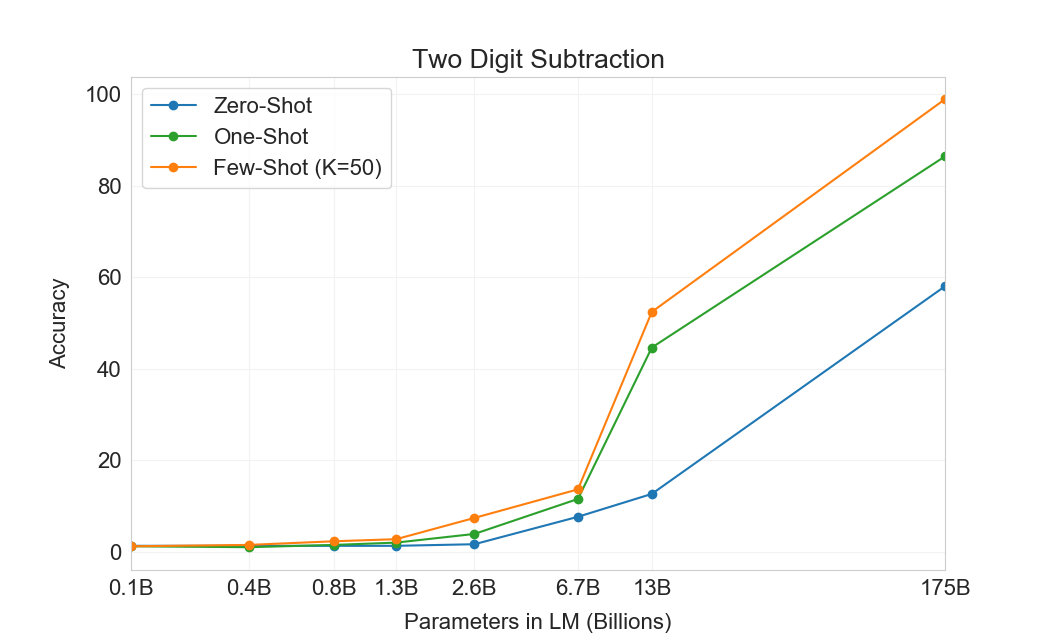 Two Digit Subtraction
Zero-Shot
One-Shot
Few-Shot (K=50)
100
80
60
40
20
0
Accuracy
0.1B 0.4B 0.8B 1.3B 2.6B 6.7B 13B 175B
Parameters in LM (Billions)